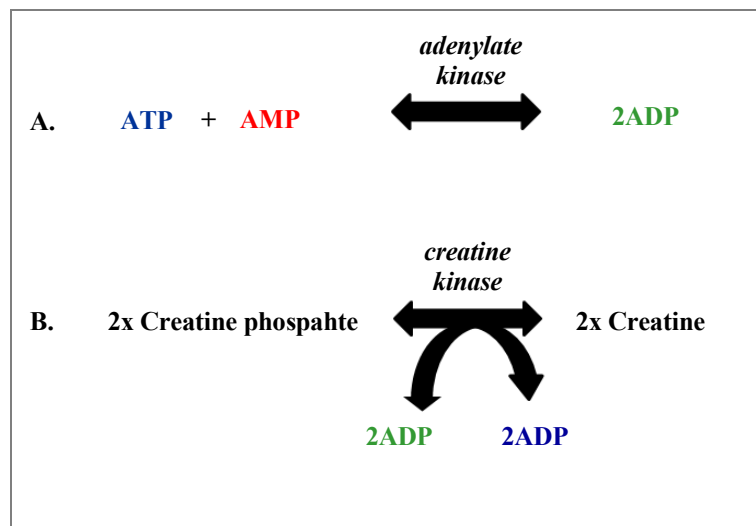 adenylate
kinase
A. ATP + AMP 2ADP
creatine
kinase
B. 2x Creatine phospahte 2x Creatine
2ADP 2ADP